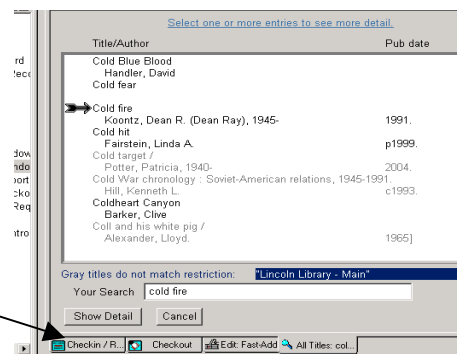 Select one or more entries to see more detail.
Title/Author Pub date
Cold Blue Blood
Handler, David
Cold fear
Cold fire
Koontz, Dean R. (Dean Ray), 1945- 1991.
Cold hit
Fairstein, Linda A. p1999.
Cold target /
Potter, Patricia, 1940- 2004.
Cold War chronology : Soviet-American relations, 1945-1991
Hill, Kenneth L. c1993.
Coldheart Canyon
Barker, Clive
Coll and his white pig /
Alexander, Lloyd. 1965]
Gray titles do not match restriction: "Lincoln Library - Main"
Your Search cold fire
Show Detail Cancel
Checkin / R... Checkout Edit: Fast-Add All Titles: col...